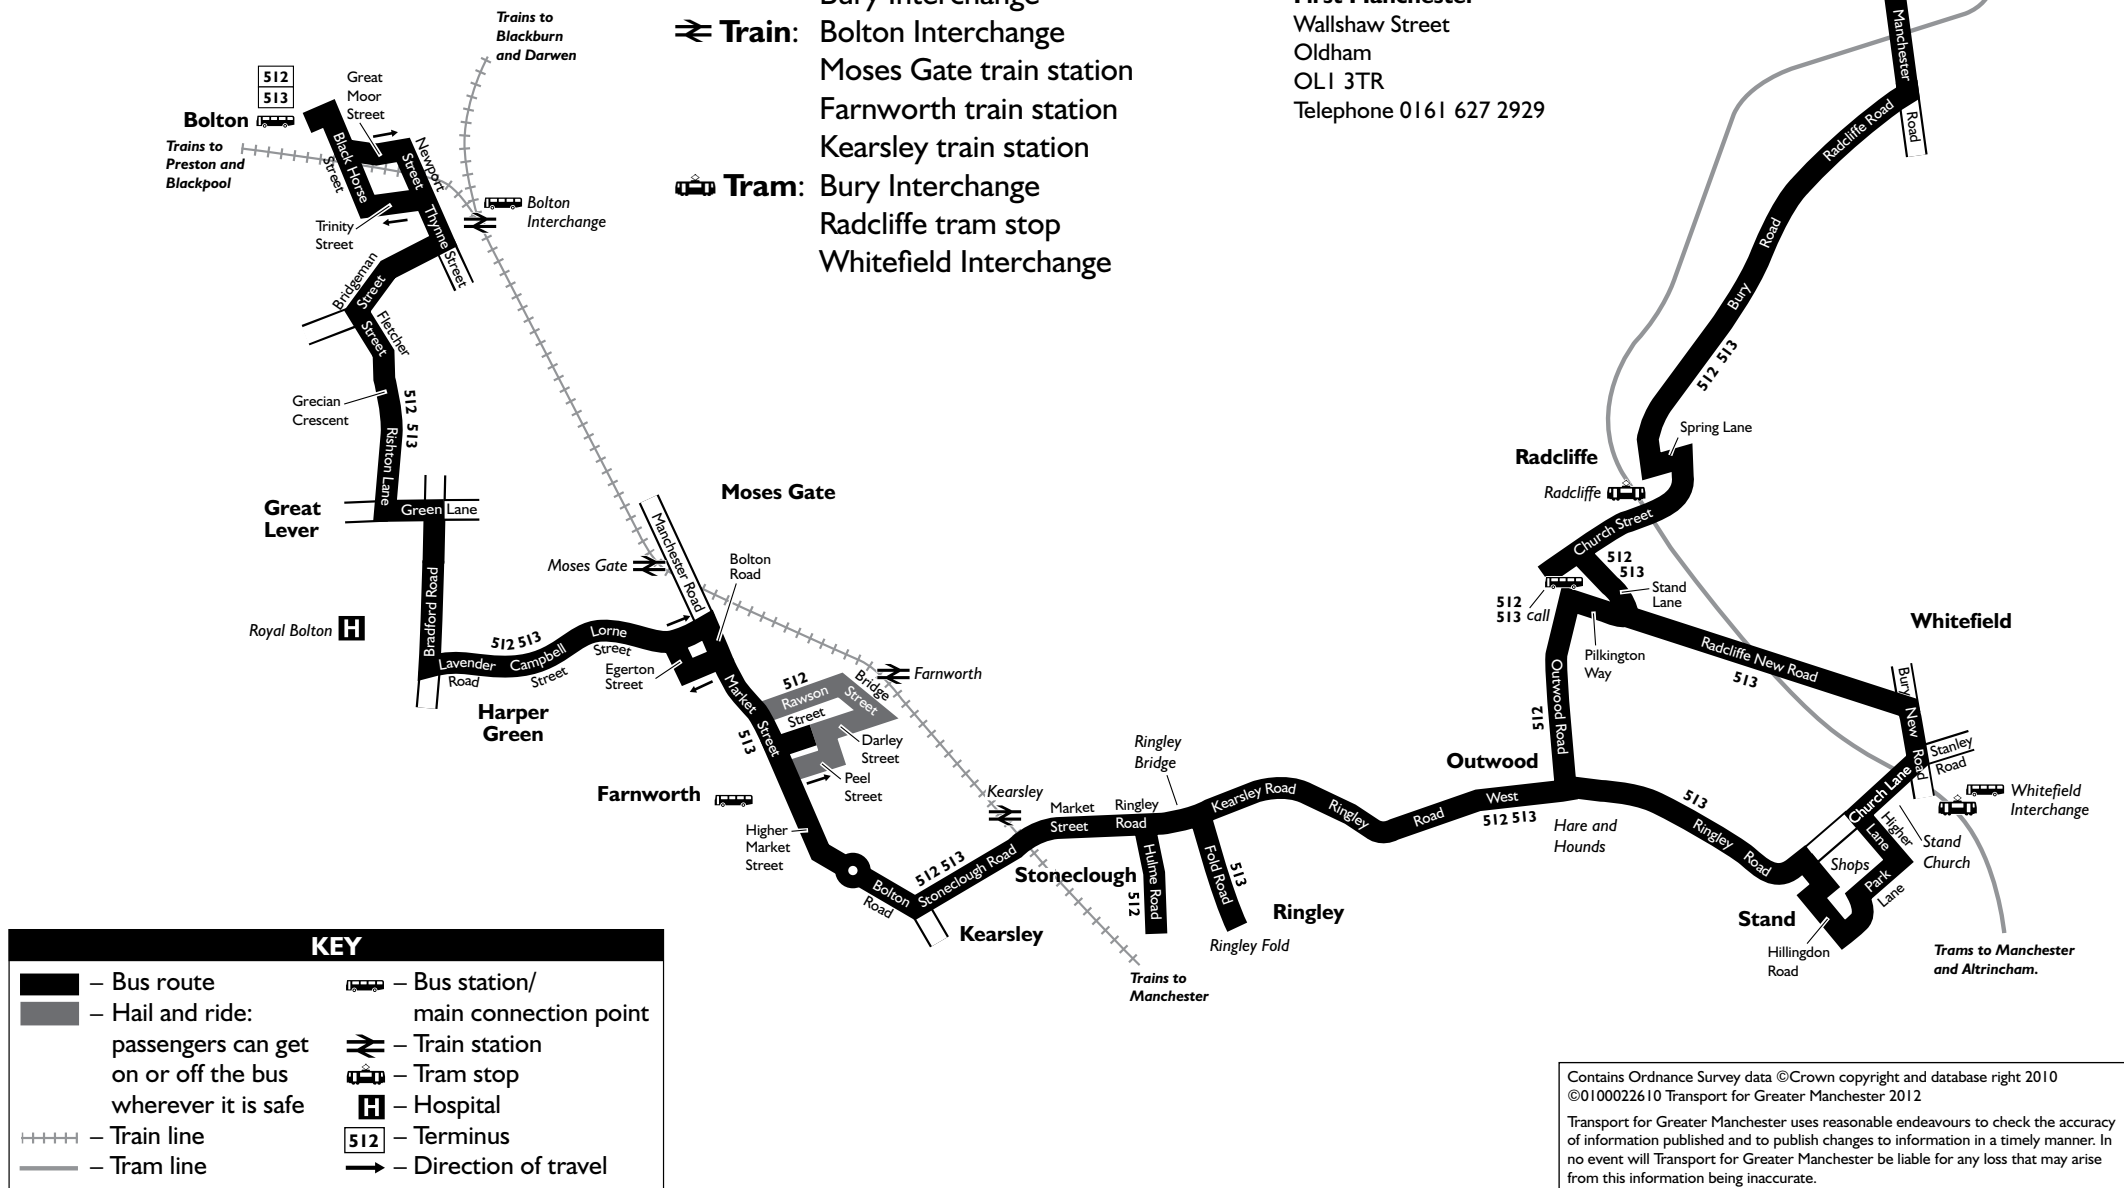 Bury Interchange
Train: Bolton Interchange
Moses Gate train station
Farnworth train station
Kearsley train station
Tram: Bury Interchange
Radcliffe tram stop
Whitefield Interchange
First Manchester
Wallshaw Street
Oldham
OL1 3TR
Telephone 0161 627 2929
Trains to
Blackburn
and Darwen
512
513
Bolton
Great
Moor
Street
Trains to
Preston and
Blackpool
Black Horse
Street
Newport
Street
Trinity
Street
Thynne Street
Bolton
Interchange
Bridgeman
Street
Fletcher
Street
Grecian
Crescent
512 513
Rishton Lane
Great
Lever
Green Lane
Bradford Road
Royal Bolton H
Lavender
Road
512 513
Campbell
Street
Lorne
Street
Egerton
Street
Harper
Green
Moses Gate
Manchester Road
Moses Gate
Bolton
Road
Market
Street
513
512
Rawson
Street
Bridge
Street
Farnworth
Darley
Street
Peel
Street
Farnworth
Higher
Market
Street
Bolton
Road
512 513
Stoneclough Road
Kearsley
Kearsley
Market
Street
Ringley
Road
Ringley
Bridge
Stoneclough
Hulme Road
512
Fold Road
513
Ringley
Ringley Fold
Trains to
Manchester
Kearsley Road
Ringley
Road
West
512 513
Outwood
Hare and
Hounds
512
Outwood Road
513
Ringley
Road
Manchester
Road
Radcliffe Road
Bury
Road
512 513
Spring Lane
Radcliffe
Radcliffe
Church Street
512
513
Stand
Lane
512
513 call
Pilkington
Way
Radcliffe New Road
513
Whitefield
Bury
New
Road
Stanley
Road
Church Lane
Higher
Lane
Stand
Church
Whitefield
Interchange
Shops
Park
Lane
Stand
Hillingdon
Road
Trams to Manchester
and Altrincham.
KEY
– Bus route
– Hail and ride:
passengers can get
on or off the bus
wherever it is safe
– Train line
– Tram line
– Bus station/
main connection point
– Train station
– Tram stop
H – Hospital
512 – Terminus
– Direction of travel
Contains Ordnance Survey data ©Crown copyright and database right 2010
©0100022610 Transport for Greater Manchester 2012
Transport for Greater Manchester uses reasonable endeavours to check the accuracy
of information published and to publish changes to information in a timely manner. In
no event will Transport for Greater Manchester be liable for any loss that may arise
from this information being inaccurate.